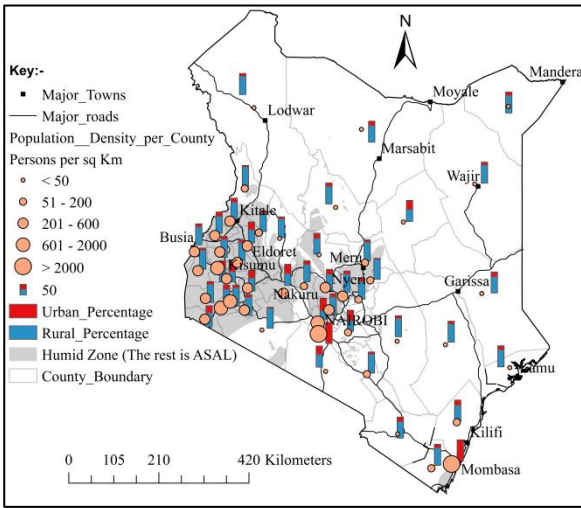 N
Key:-
Major_Towns
Major_roads
Population__Density_per_County
Persons per sq Km
< 50
51 - 200
201 - 600
601 - 2000
> 2000
50
Urban_Percentage
Rural_Percentage
Humid Zone (The rest is ASAL)
County_Boundary
0 105 210 420 Kilometers
Mandera
Moyale
Lodwar
Marsabit
Wajir
Kitale
Busia
Eldoret
Kisumu
Meru
Nyeri
Nakuru
Garissa
NAIROBI
Lamu
Kilifi
Mombasa